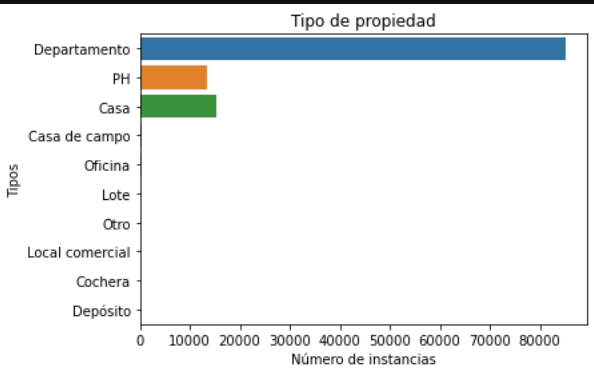 Tipo de propiedad
Departamento
PH
Casa
Casa de campo
Oficina
Lote
Otro
Local comercial
Cochera
Depósito
Tipos
0 10000 20000 30000 40000 50000 60000 70000 80000
Número de instancias